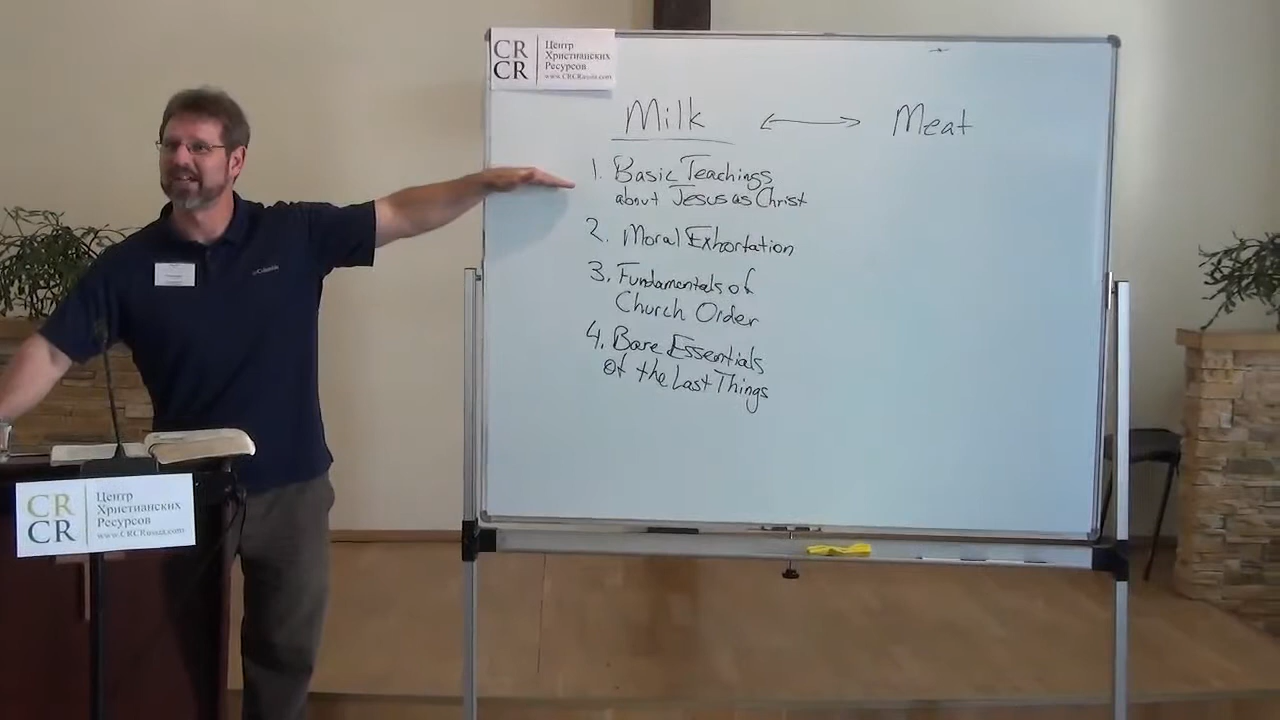 CR
CR
Центр
Христианских
Ресурсов
www.CRCRussia.com
Milk ⟷ Meat
1. Basic Teachings
about Jesus as Christ
2. Moral Exhortation
3. Fundamentals of
Church Order
4. Bare Essentials
of the Last Things
Columbia
CR
CR
Центр
Христианских
Ресурсов
www.CRCRussia.com